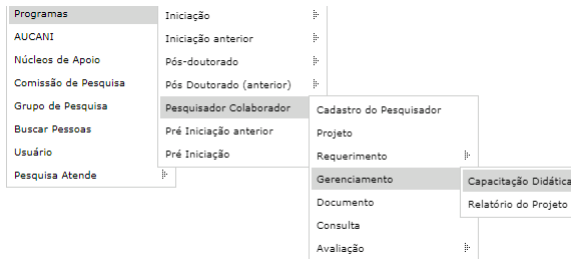 Programas
AUCANI
Núcleos de Apoio
Comissão de Pesquisa
Grupo de Pesquisa
Buscar Pessoas
Usuário
Pesquisa Atende
Iniciação
Iniciação anterior
Pós-doutorado
Pós Doutorado (anterior)
Pesquisador Colaborador
Pré Iniciação anterior
Pré Iniciação
Cadastro do Pesquisador
Projeto
Requerimento
Gerenciamento
Documento
Consulta
Avaliação
Capacitação Didática
Relatório do Projeto